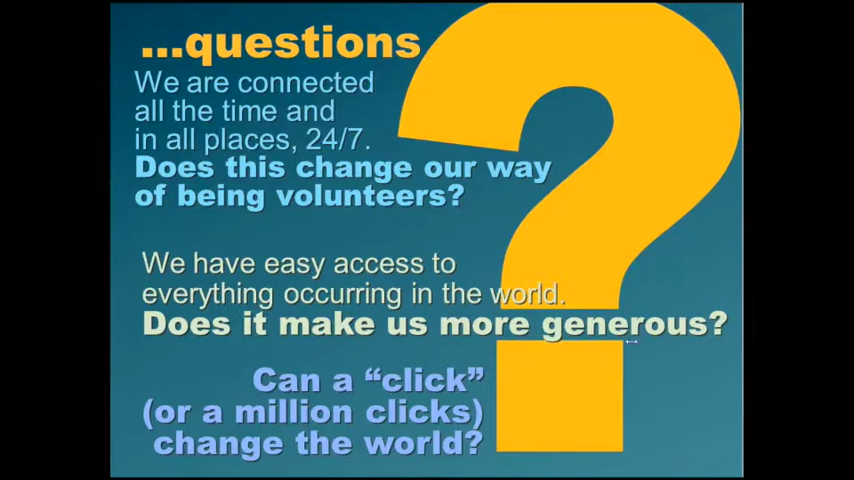 ...questions
We are connected
all the time and
in all places, 24/7.
Does this change our way
of being volunteers?
We have easy access to
everything occurring in the world.
Does it make us more generous?
Can a “click”
(or a million clicks)
change the world?